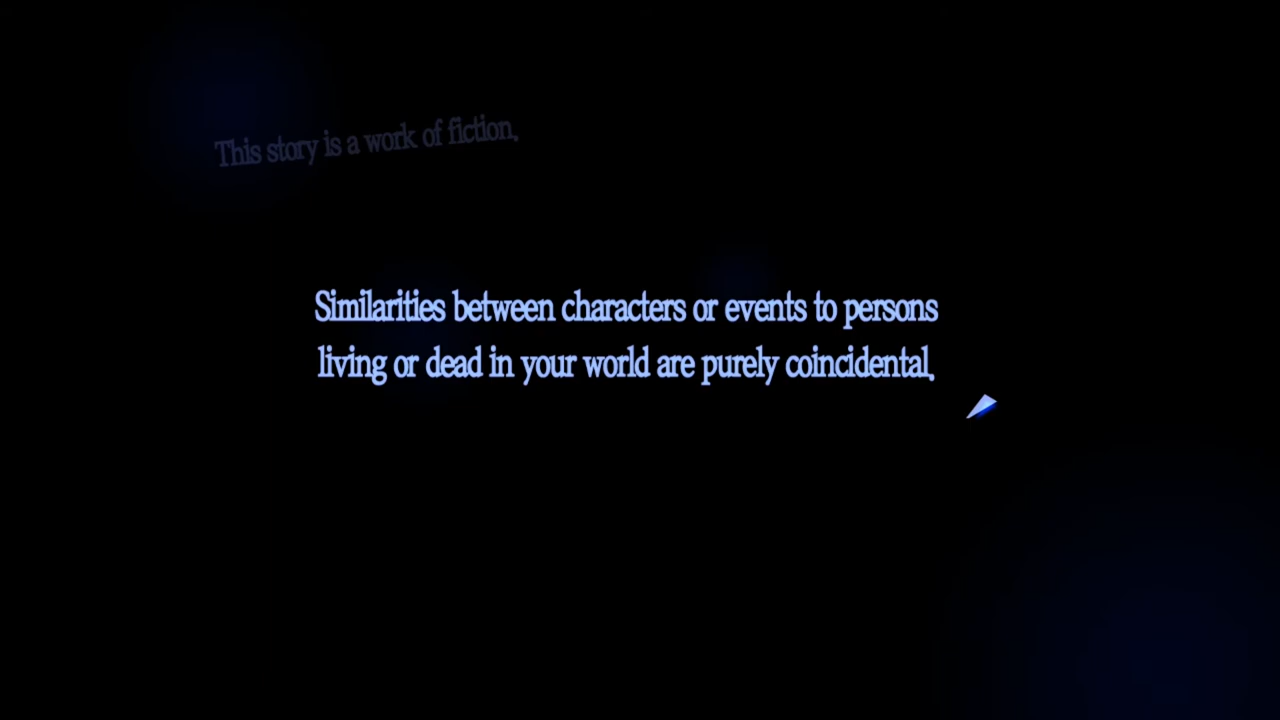 This story is a work of fiction.
Similarities between characters or events to persons
living or dead in your world are purely coincidental.